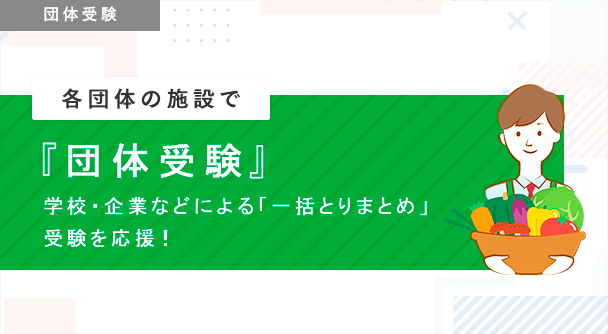 団体受験
各団体の施設で
『団体受験』
学校・企業などによる「一括とりまとめ」
受験を応援！